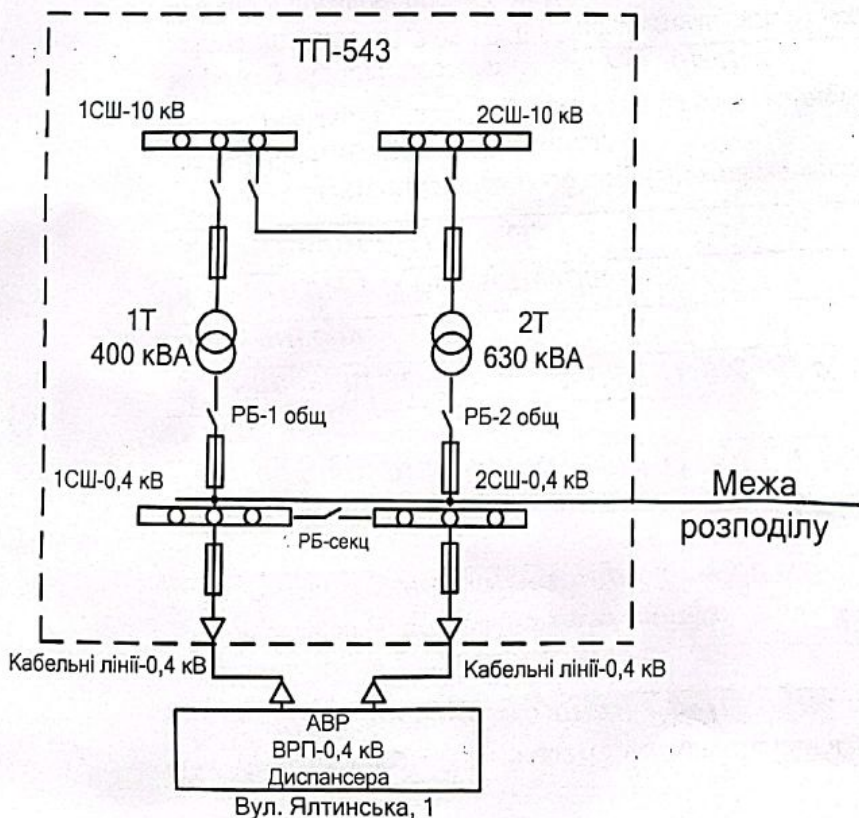 ТП-543
1СШ-10 кВ
2СШ-10 кВ
1Т
400 кВА
2Т
630 кВА
РБ-1 общ
РБ-2 общ
1СШ-0,4 кВ
2СШ-0,4 кВ
Межа
розподілу
РБ-секц
Кабельні лінії-0,4 кВ
Кабельні лінії-0,4 кВ
АВР
ВРП-0,4 кВ
Диспансера
Вул. Ялтинська, 1